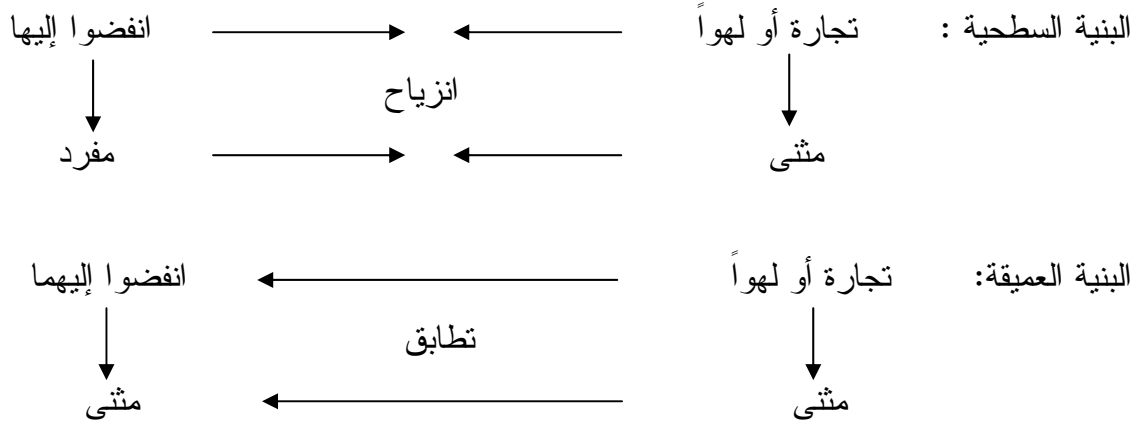 البنية السطحية : تجارة أو لهواً انفضوا إليها
انزياح
مثنى مفرد
البنية العميقة: تجارة أو لهواً انفضوا إليهما
تطابق
مثنى مثنى